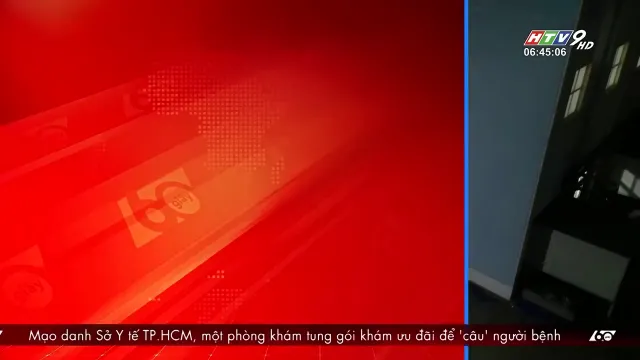 HTV9 HD
06:45:06
60
Mạo danh Sở Y tế TP.HCM, một phòng khám tung gói khám ưu đãi để 'câu' người bệnh